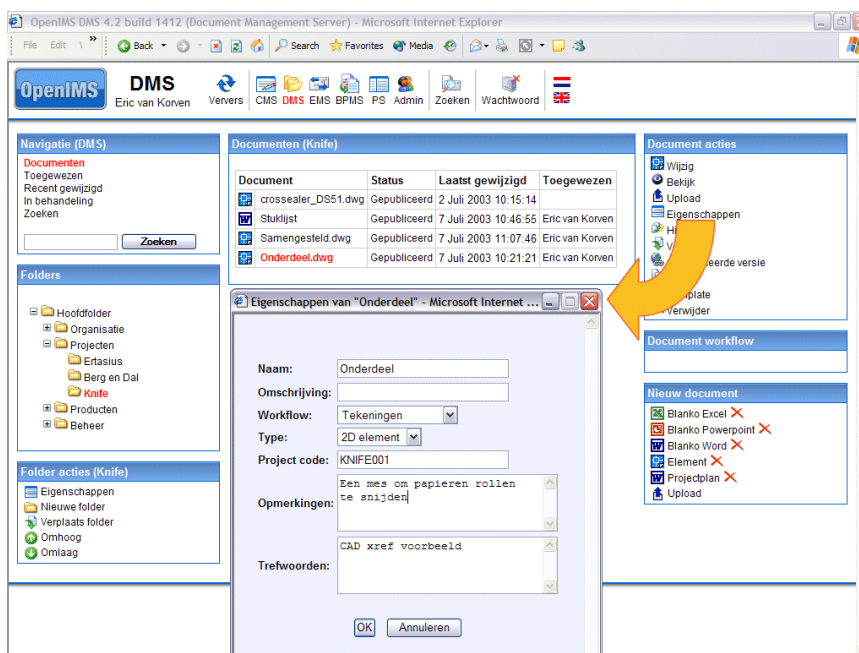 OpenIMS DMS 4.2 build 1412 (Document Management Server) - Microsoft Internet Explorer
File Edit \ » Back Search Favorites Media
OpenIMS DMS Eric van Korven Ververs CMS DMS EMS BPMS PS Admin Zoeken Wachtwoord
Navigatie (DMS)
Documenten
Toegewezen
Recent gewijzigd
In behandeling
Zoeken
Zoeken
Folders
Hoofdfolder
Organisatie
Projecten
Ertasius
Berg en Dal
Knife
Producten
Beheer
Folder acties (Knife)
Eigenschappen
Nieuwe folder
Verplaats folder
Omhoog
Omlaag
Documenten (Knife)
Document Status Laatst gewijzigd Toegewezen
crossealer_DS51.dwg Gepubliceerd 2 Juli 2003 10:15:14
Stuklijst Gepubliceerd 7 Juli 2003 10:46:55 Eric van Korven
Samengesteld.dwg Gepubliceerd 7 Juli 2003 11:07:46 Eric van Korven
Onderdeel.dwg Gepubliceerd 7 Juli 2003 10:21:21 Eric van Korven
Eigenschappen van "Onderdeel" - Microsoft Internet ...
Naam: Onderdeel
Omschrijving:
Workflow: Tekeningen
Type: 2D element
Project code: KNIFE001
Opmerkingen: Een mes om papieren rollen
te snijden
Trefwoorden: CAD xref voorbeeld
OK Annuleren
Document acties
Wijzig
Bekijk
Upload
Eigenschappen
eerde versie
plate
Verwijder
Document workflow
Nieuw document
Blanko Excel
Blanko Powerpoint
Blanko Word
Element
Projectplan
Upload